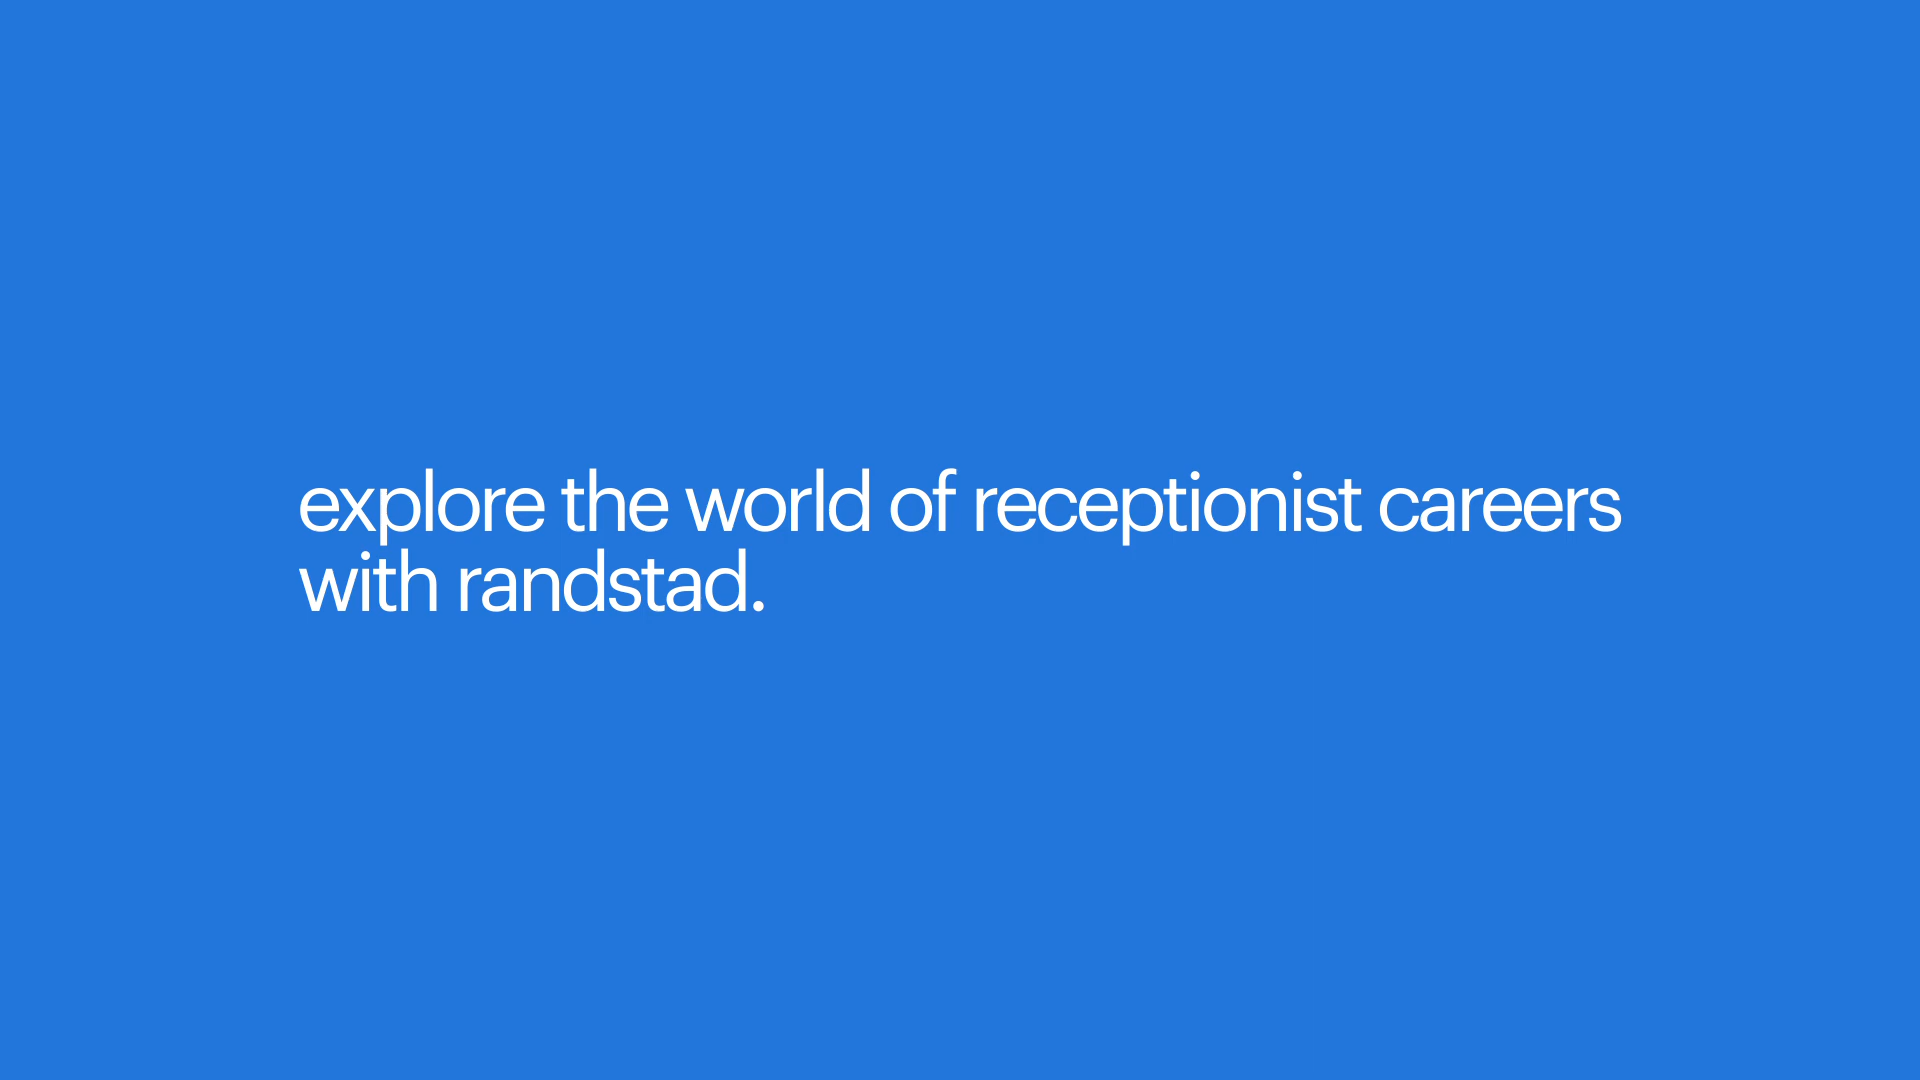 explore the world of receptionist careers
with randstad.